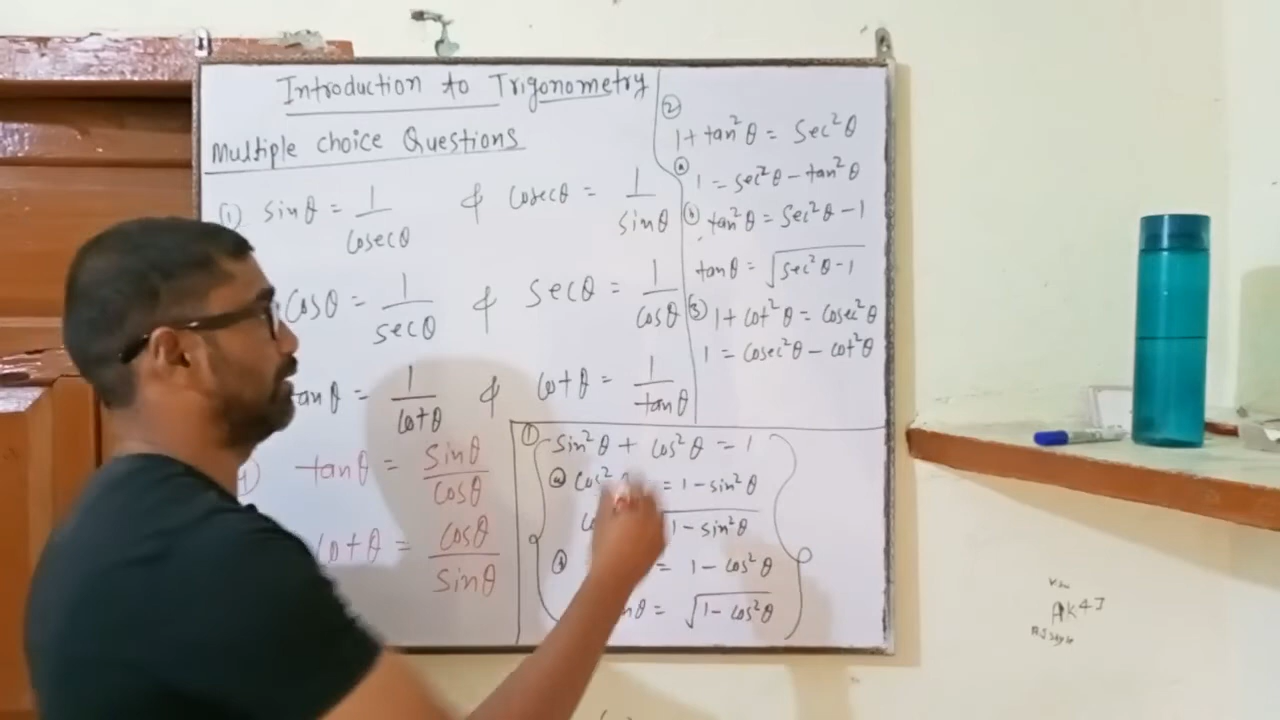 Introduction to Trigonometry
Multiple choice Questions
① sinθ = 1/cosecθ & cosecθ = 1/sinθ
cosθ = 1/secθ & secθ = 1/cosθ
tanθ = 1/cotθ & cotθ = 1/tanθ
tanθ = sinθ/cosθ
cotθ = cosθ/sinθ
②
1 + tan²θ = Sec²θ
ⓐ 1 = sec²θ - tan²θ
ⓑ tan²θ = Sec²θ - 1
tanθ = √(sec²θ - 1)
③ 1 + cot²θ = cosec²θ
1 = cosec²θ - cot²θ
① sin²θ + cos²θ = 1
ⓐ cos² = 1 - sin²θ
1 - sin²θ
= 1 - cos²θ
nθ = √(1 - cos²θ)
AK47